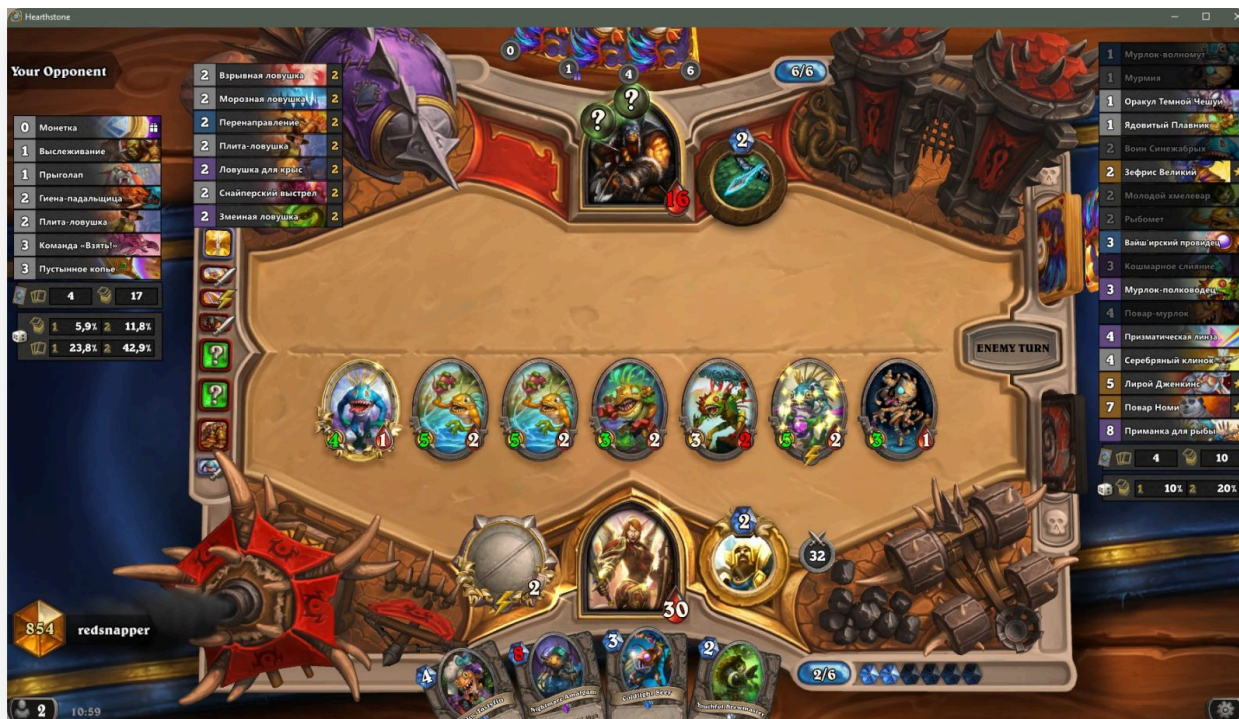 Hearthstone
Your Opponent
0 Монетка
1 Выслеживание
1 Прыголап
2 Гиена-падальщица
2 Плита-ловушка
3 Команда «Взять!»
3 Пустынное копье
4 17
1 5,9% 2 11,8%
1 23,8% 2 42,9%
2 Взрывная ловушка 2
2 Морозная ловушка 2
2 Перенаправление 2
2 Плита-ловушка 2
2 Ловушка для крыс 2
2 Снайперский выстрел 2
2 Змеиная ловушка 2
0 1 4 6
6/6
? ?
16
2
1 Мурлок-волномут
1 Мурмия
1 Оракул Темной Чешуи
1 Ядовитый Плавник
2 Воин Синежабрых
2 Зефрис Великий
2 Молодой хмелевар
2 Рыбомет
3 Вайш'ирский провидец
3 Кошмарное слияние
3 Мурлок-полководец
4 Повар-мурлок
4 Призматическая линза
4 Серебряный клинок
5 Лирой Дженкинс
7 Повар Номи
8 Приманка для рыбы
4 10
1 10% 2 20%
?
?
ENEMY TURN
4 1 5 2 5 2 3 2 3 2 5 2 3 1
2
2
32
30
854 redsnapper
4
8 Nightmare Amalgam
3 Coldlight Seer
2 Youthful Brewmaster
2/6
2 10:59